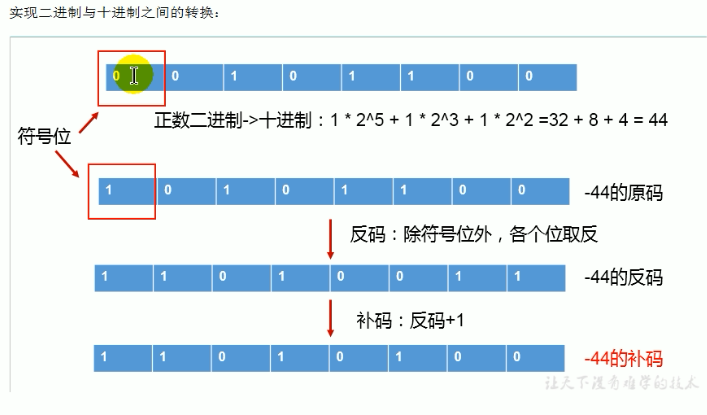 实现二进制与十进制之间的转换：
0 0 1 0 1 1 0 0
正数二进制->十进制：1 * 2^5 + 1 * 2^3 + 1 * 2^2 =32 + 8 + 4 = 44
符号位
1 0 1 0 1 1 0 0 -44的原码
反码：除符号位外，各个位取反
1 1 0 1 0 0 1 1 -44的反码
补码：反码+1
1 1 0 1 0 1 0 0 -44的补码
让天下没有难学的技术